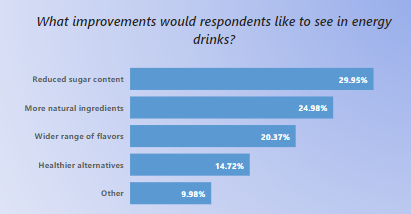 What improvements would respondents like to see in energy
drinks?
Reduced sugar content 29.95%
More natural ingredients 24.98%
Wider range of flavors 20.37%
Healthier alternatives 14.72%
Other 9.98%